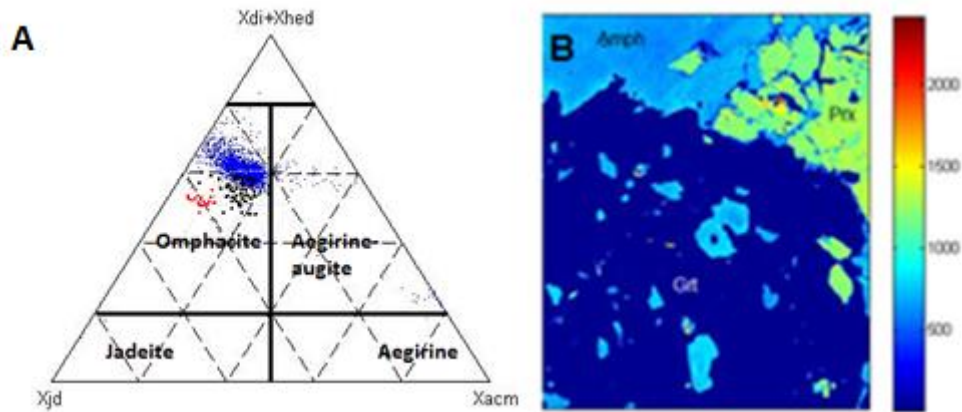 A
Xdi+Xhed
Omphacite
Aegirine-
augite
Jadeite
Aegirine
Xjd
Xacm
B
Amph
Prx
Grt
2000
1500
1000
500